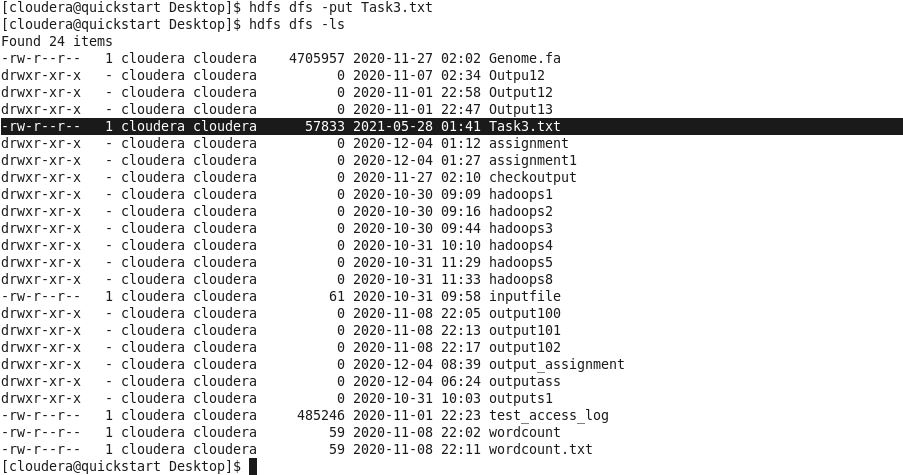 [cloudera@quickstart Desktop]$ hdfs dfs -put Task3.txt
[cloudera@quickstart Desktop]$ hdfs dfs -ls
Found 24 items
-rw-r--r--   1 cloudera cloudera    4705957 2020-11-27 02:02 Genome.fa
drwxr-xr-x   - cloudera cloudera          0 2020-11-07 02:34 Outpu12
drwxr-xr-x   - cloudera cloudera          0 2020-11-01 22:58 Output12
drwxr-xr-x   - cloudera cloudera          0 2020-11-01 22:47 Output13
-rw-r--r--   1 cloudera cloudera      57833 2021-05-28 01:41 Task3.txt
drwxr-xr-x   - cloudera cloudera          0 2020-12-04 01:12 assignment
drwxr-xr-x   - cloudera cloudera          0 2020-12-04 01:27 assignment1
drwxr-xr-x   - cloudera cloudera          0 2020-11-27 02:10 checkoutput
drwxr-xr-x   - cloudera cloudera          0 2020-10-30 09:09 hadoops1
drwxr-xr-x   - cloudera cloudera          0 2020-10-30 09:16 hadoops2
drwxr-xr-x   - cloudera cloudera          0 2020-10-30 09:44 hadoops3
drwxr-xr-x   - cloudera cloudera          0 2020-10-31 10:10 hadoops4
drwxr-xr-x   - cloudera cloudera          0 2020-10-31 11:29 hadoops5
drwxr-xr-x   - cloudera cloudera          0 2020-10-31 11:33 hadoops8
-rw-r--r--   1 cloudera cloudera         61 2020-10-31 09:58 inputfile
drwxr-xr-x   - cloudera cloudera          0 2020-11-08 22:05 output100
drwxr-xr-x   - cloudera cloudera          0 2020-11-08 22:13 output101
drwxr-xr-x   - cloudera cloudera          0 2020-11-08 22:17 output102
drwxr-xr-x   - cloudera cloudera          0 2020-12-04 08:39 output_assignment
drwxr-xr-x   - cloudera cloudera          0 2020-12-04 06:24 outputass
drwxr-xr-x   - cloudera cloudera          0 2020-10-31 10:03 outputs1
-rw-r--r--   1 cloudera cloudera     485246 2020-11-01 22:23 test_access_log
-rw-r--r--   1 cloudera cloudera         59 2020-11-08 22:02 wordcount
-rw-r--r--   1 cloudera cloudera         59 2020-11-08 22:11 wordcount.txt
[cloudera@quickstart Desktop]$